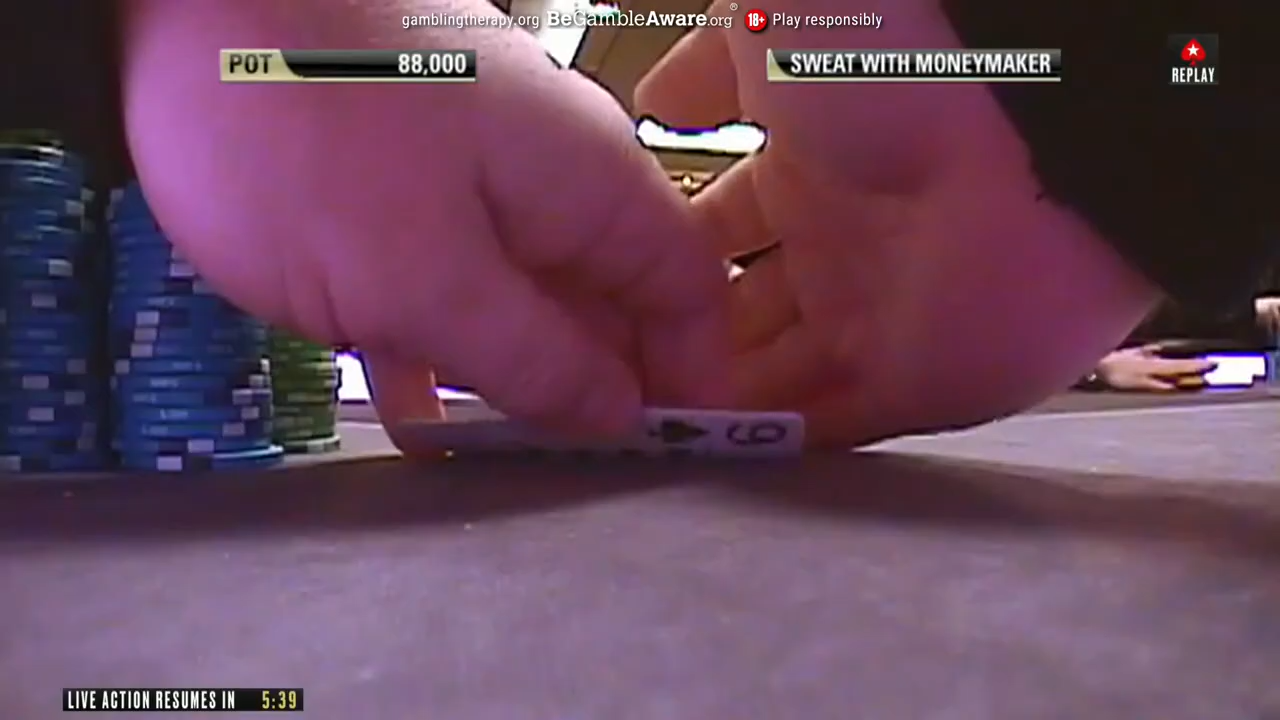 gamblingtherapy.org BeGambleAware.org® 18+ Play responsibly
POT 88,000
SWEAT WITH MONEYMAKER
REPLAY
9
LIVE ACTION RESUMES IN 5:39